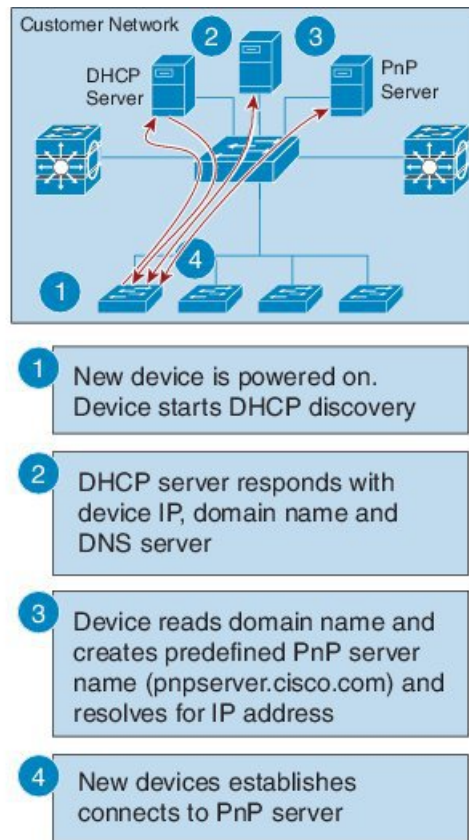 Customer Network
2
3
DHCP
Server
PnP
Server
4
1
1
New device is powered on.
Device starts DHCP discovery
2
DHCP server responds with
device IP, domain name and
DNS server
3
Device reads domain name and
creates predefined PnP server
name (pnpserver.cisco.com) and
resolves for IP address
4
New devices establishes
connects to PnP server